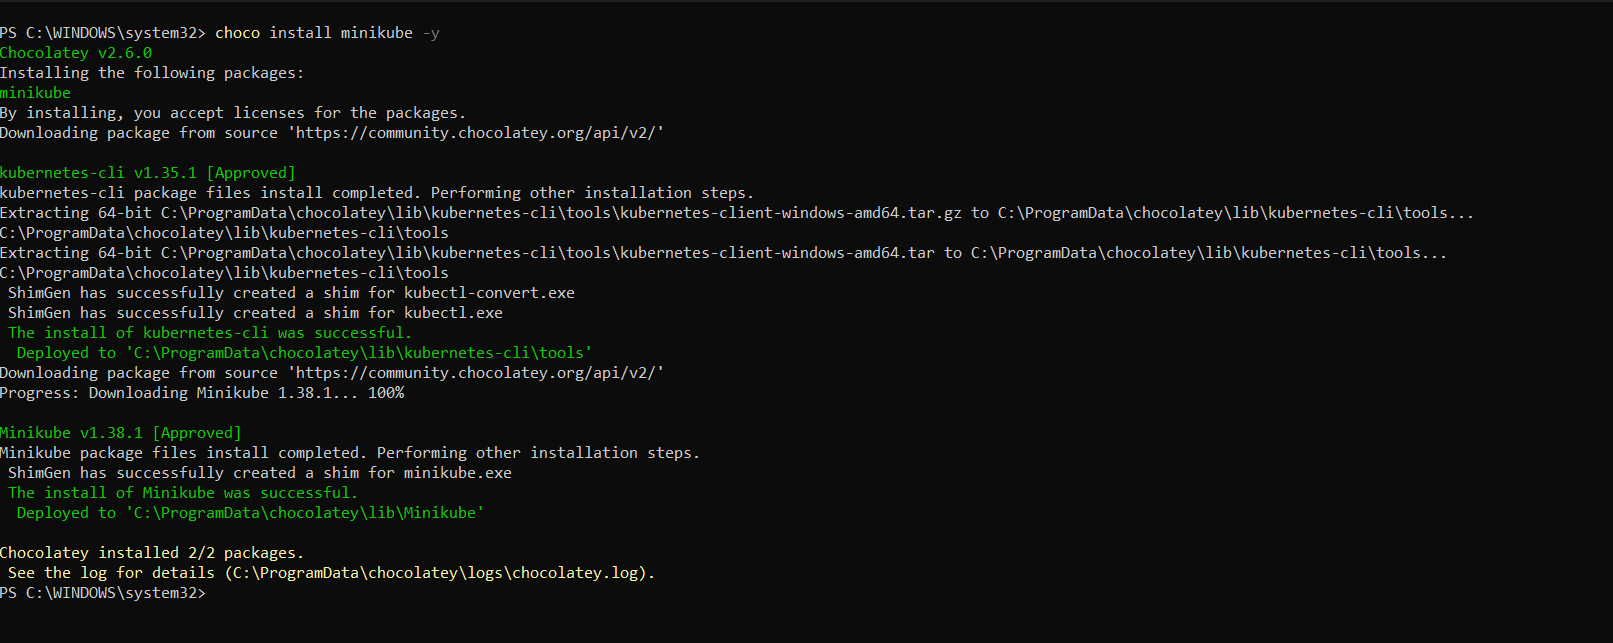 PS C:\WINDOWS\system32> choco install minikube -y
Chocolatey v2.6.0
Installing the following packages:
minikube
By installing, you accept licenses for the packages.
Downloading package from source 'https://community.chocolatey.org/api/v2/'
kubernetes-cli v1.35.1 [Approved]
kubernetes-cli package files install completed. Performing other installation steps.
Extracting 64-bit C:\ProgramData\chocolatey\lib\kubernetes-cli\tools\kubernetes-client-windows-amd64.tar.gz to C:\ProgramData\chocolatey\lib\kubernetes-cli\tools...
C:\ProgramData\chocolatey\lib\kubernetes-cli\tools
Extracting 64-bit C:\ProgramData\chocolatey\lib\kubernetes-cli\tools\kubernetes-client-windows-amd64.tar to C:\ProgramData\chocolatey\lib\kubernetes-cli\tools...
C:\ProgramData\chocolatey\lib\kubernetes-cli\tools
 ShimGen has successfully created a shim for kubectl-convert.exe
 ShimGen has successfully created a shim for kubectl.exe
 The install of kubernetes-cli was successful.
  Deployed to 'C:\ProgramData\chocolatey\lib\kubernetes-cli\tools'
Downloading package from source 'https://community.chocolatey.org/api/v2/'
Progress: Downloading Minikube 1.38.1... 100%
Minikube v1.38.1 [Approved]
Minikube package files install completed. Performing other installation steps.
 ShimGen has successfully created a shim for minikube.exe
 The install of Minikube was successful.
  Deployed to 'C:\ProgramData\chocolatey\lib\Minikube'
Chocolatey installed 2/2 packages.
 See the log for details (C:\ProgramData\chocolatey\logs\chocolatey.log).
PS C:\WINDOWS\system32>